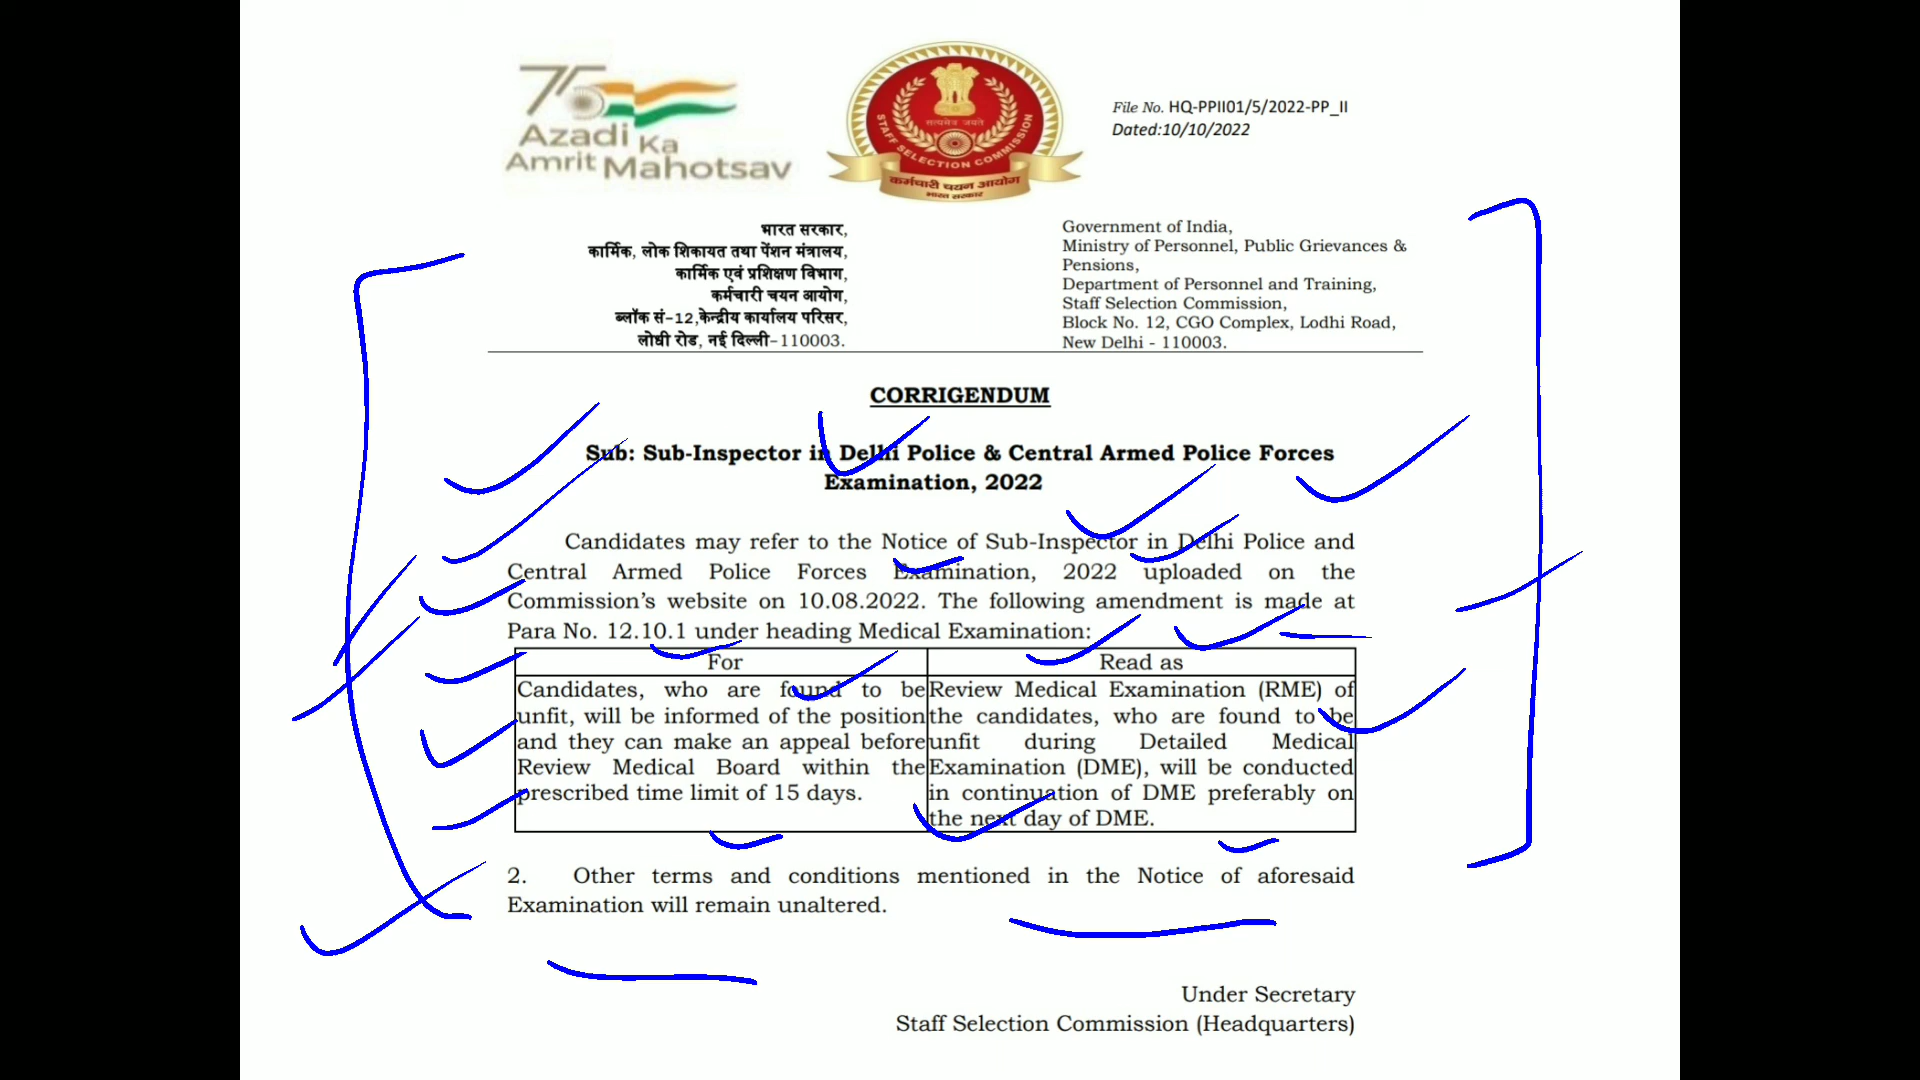 75
Azadi Ka
Amrit Mahotsav
STAFF SELECTION COMMISSION
सत्यमेव जयते
कर्मचारी चयन आयोग
भारत सरकार
File No. HQ-PPII01/5/2022-PP_II
Dated:10/10/2022
भारत सरकार,
कार्मिक, लोक शिकायत तथा पेंशन मंत्रालय,
कार्मिक एवं प्रशिक्षण विभाग,
कर्मचारी चयन आयोग,
ब्लॉक सं-12,केन्द्रीय कार्यालय परिसर,
लोधी रोड, नई दिल्ली-110003.
Government of India,
Ministry of Personnel, Public Grievances &
Pensions,
Department of Personnel and Training,
Staff Selection Commission,
Block No. 12, CGO Complex, Lodhi Road,
New Delhi - 110003.
CORRIGENDUM
Sub: Sub-Inspector in Delhi Police & Central Armed Police Forces
Examination, 2022
Candidates may refer to the Notice of Sub-Inspector in Delhi Police and
Central Armed Police Forces Examination, 2022 uploaded on the
Commission's website on 10.08.2022. The following amendment is made at
Para No. 12.10.1 under heading Medical Examination:
For
Candidates, who are found to be
unfit, will be informed of the position
and they can make an appeal before
Review Medical Board within the
prescribed time limit of 15 days.
Read as
Review Medical Examination (RME) of
the candidates, who are found to be
unfit during Detailed Medical
Examination (DME), will be conducted
in continuation of DME preferably on
the next day of DME.
2. Other terms and conditions mentioned in the Notice of aforesaid
Examination will remain unaltered.
Under Secretary
Staff Selection Commission (Headquarters)